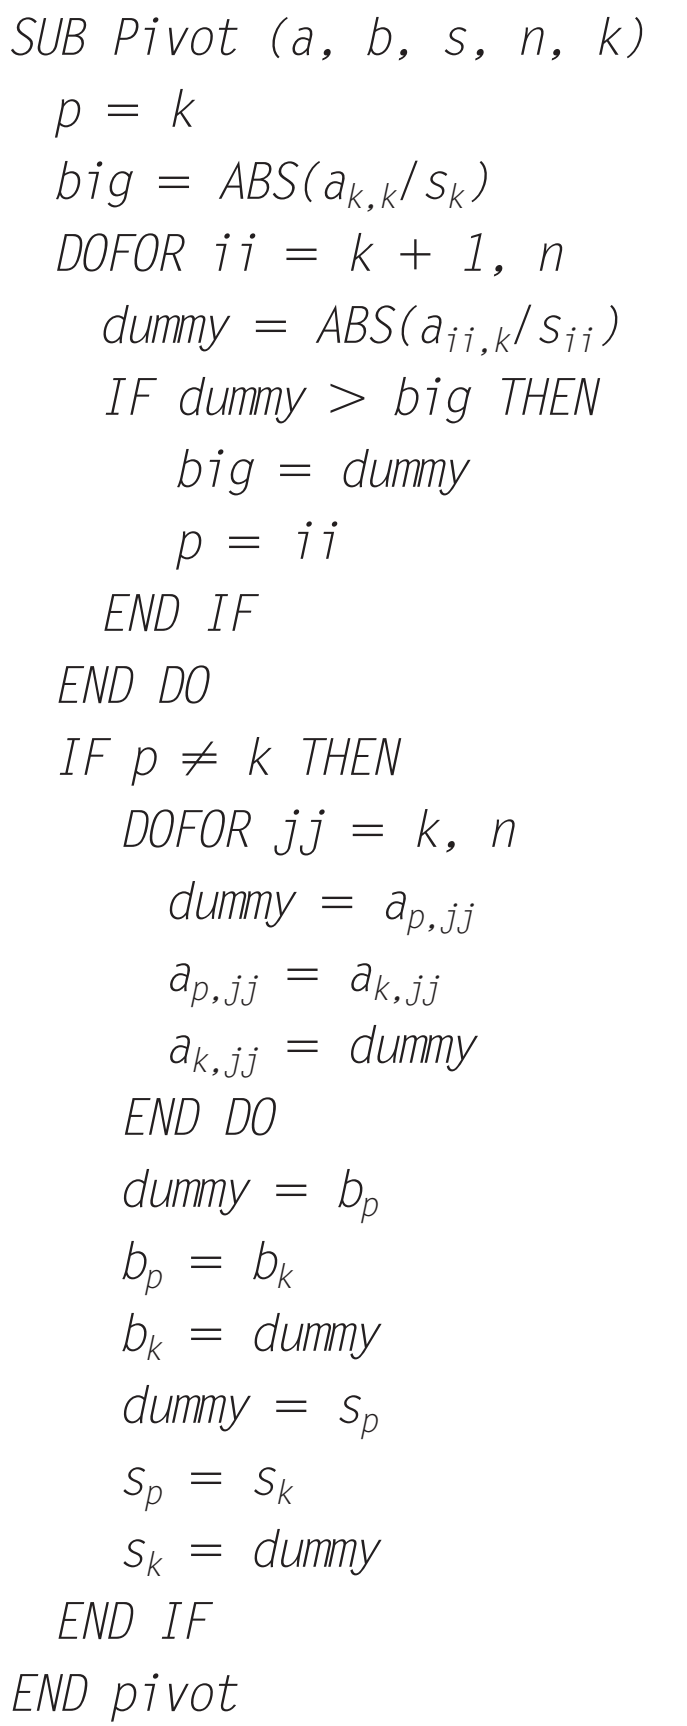 SUB Pivot (a, b, s, n, k)
p = k
big = ABS(a_{k,k}/s_k)
DOFOR ii = k + 1, n
dummy = ABS(a_{ii,k}/s_{ii})
IF dummy > big THEN
big = dummy
p = ii
END IF
END DO
IF p ≠ k THEN
DOFOR jj = k, n
dummy = a_{p,jj}
a_{p,jj} = a_{k,jj}
a_{k,jj} = dummy
END DO
dummy = b_p
b_p = b_k
b_k = dummy
dummy = s_p
s_p = s_k
s_k = dummy
END IF
END pivot